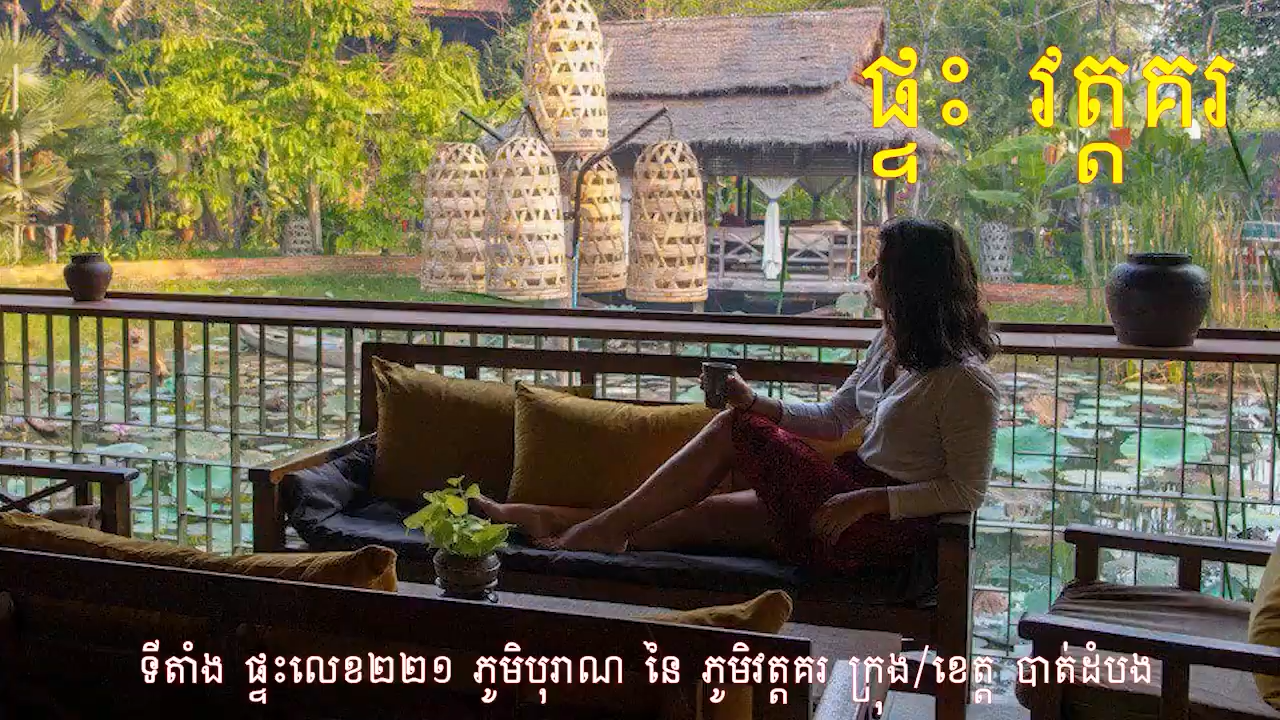 ផ្ទះ វត្តគរ
ទីតាំង ផ្ទះលេខ២២១ ភូមិបុរាណ នៃ ភូមិវត្តគរ ក្រុង/ខេត្ត បាត់ដំបង